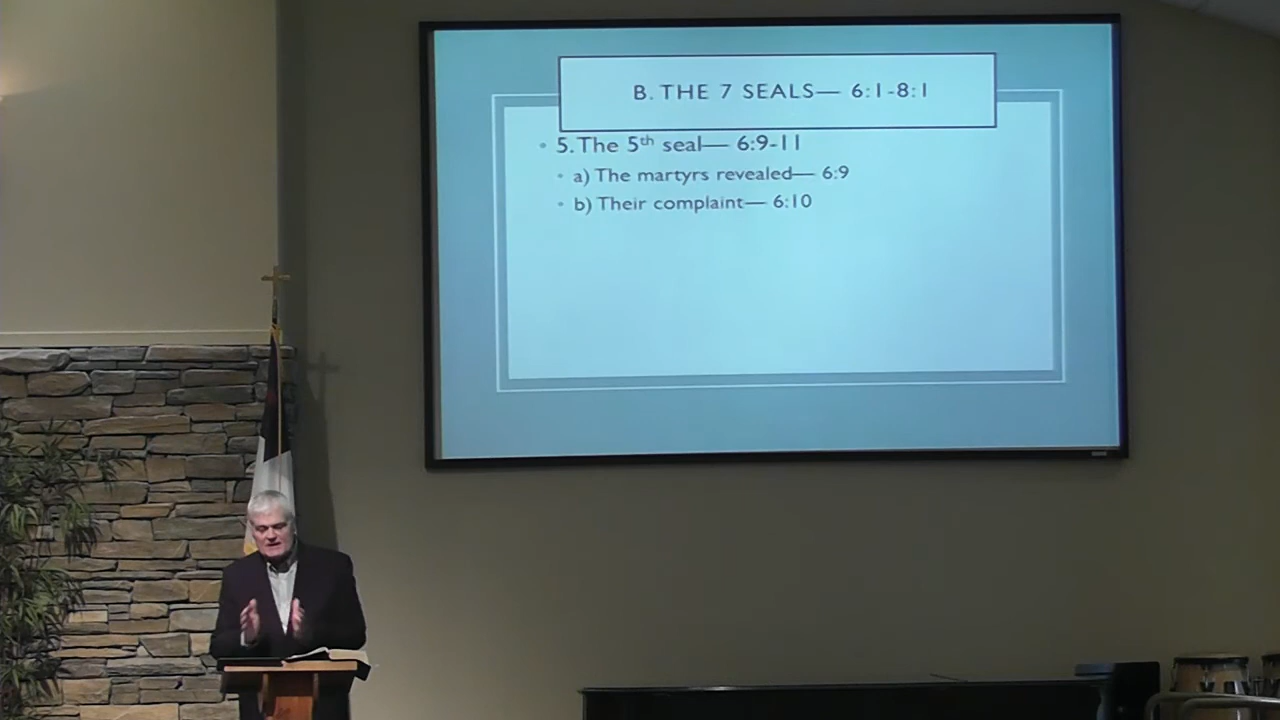 B. THE 7 SEALS— 6:1-8:1
• 5. The 5th seal— 6:9-11
• a) The martyrs revealed— 6:9
• b) Their complaint— 6:10